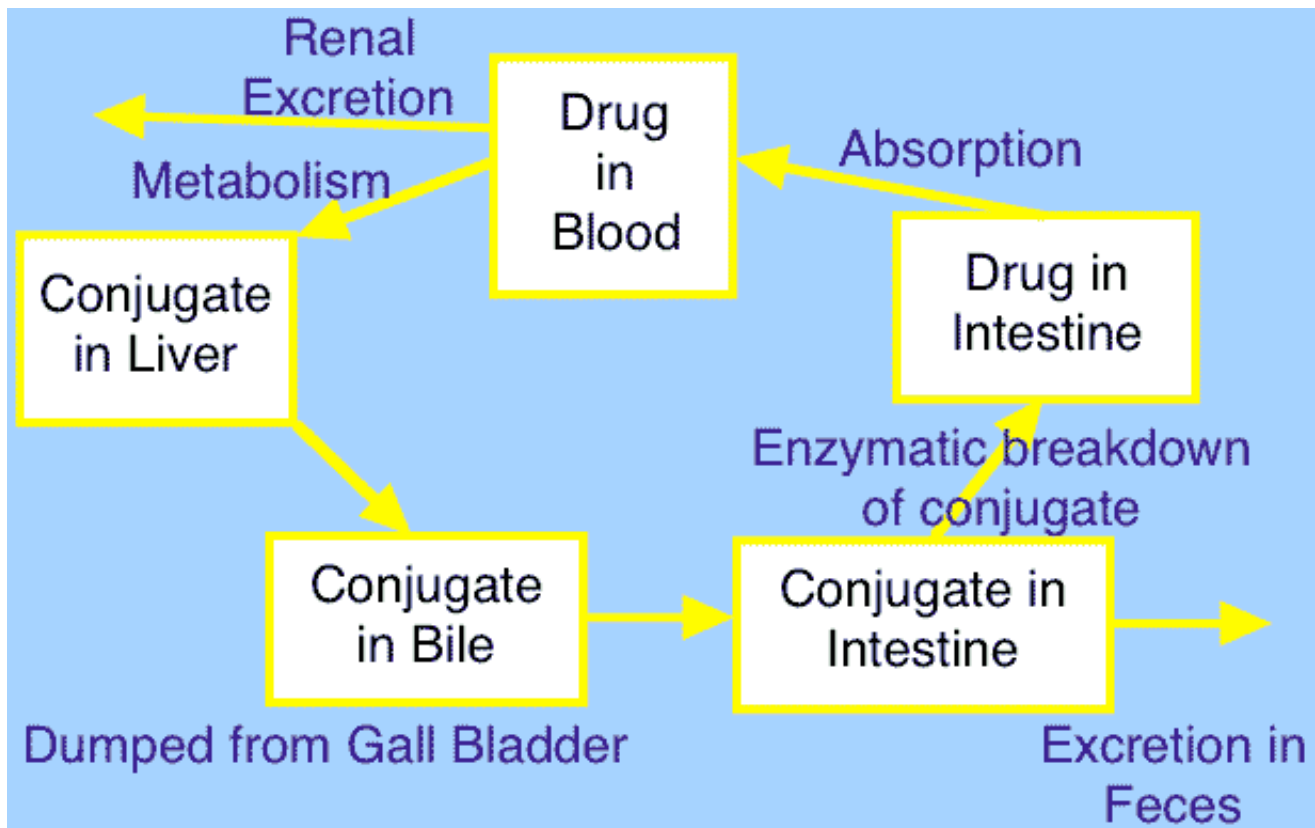 Renal
Excretion
Drug
in
Blood
Absorption
Metabolism
Conjugate
in Liver
Drug in
Intestine
Enzymatic breakdown
of conjugate
Conjugate
in Bile
Conjugate in
Intestine
Dumped from Gall Bladder
Excretion in
Feces